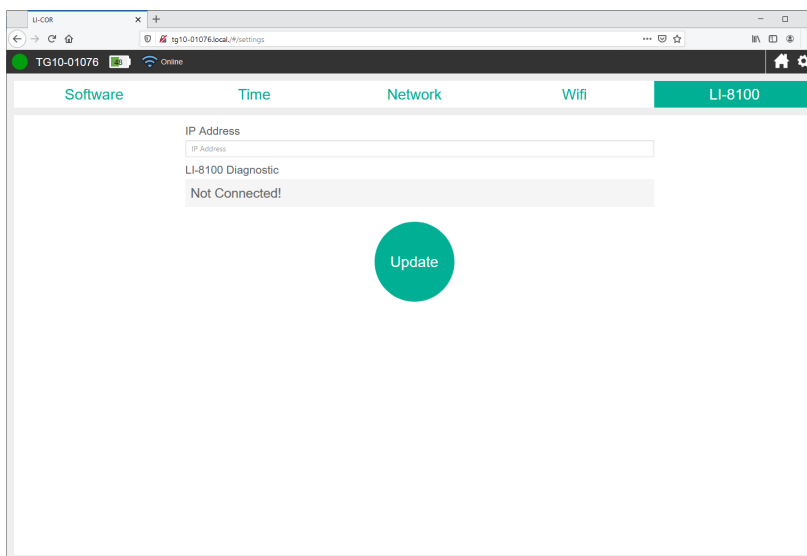 LI-COR
tg10-01076.local./#/settings
TG10-01076 48 Online
Software Time Network Wifi LI-8100
IP Address
IP Address
LI-8100 Diagnostic
Not Connected!
Update